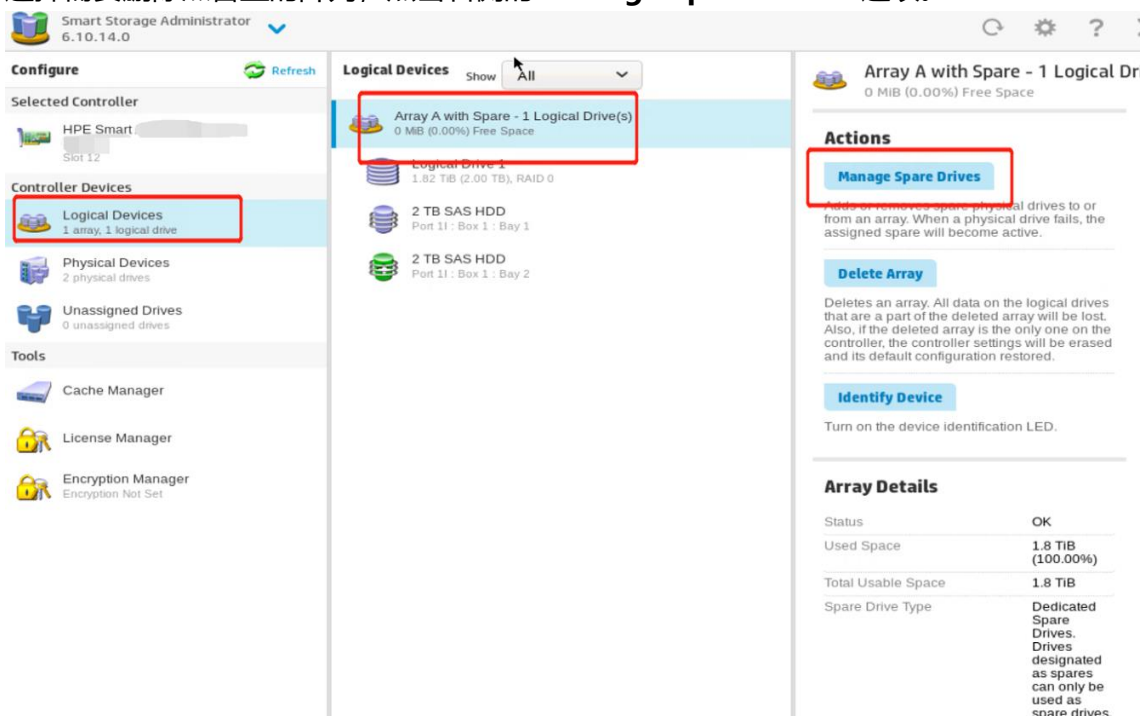 Smart Storage Administrator
6.10.14.0
Configure
Refresh
Selected Controller
HPE Smart
Slot 12
Controller Devices
Logical Devices
1 array, 1 logical drive
Physical Devices
2 physical drives
Unassigned Drives
0 unassigned drives
Tools
Cache Manager
License Manager
Encryption Manager
Encryption Not Set
Logical Devices Show All
Array A with Spare - 1 Logical Drive(s)
0 MiB (0.00%) Free Space
Logical Drive 1
1.82 TiB (2.00 TB), RAID 0
2 TB SAS HDD
Port 1I : Box 1 : Bay 1
2 TB SAS HDD
Port 1I : Box 1 : Bay 2
Array A with Spare - 1 Logical Dr
0 MiB (0.00%) Free Space
Actions
Manage Spare Drives
Adds or removes spare physical drives to or
from an array. When a physical drive fails, the
assigned spare will become active.
Delete Array
Deletes an array. All data on the logical drives
that are a part of the deleted array will be lost.
Also, if the deleted array is the only one on the
controller, the controller settings will be erased
and its default configuration restored.
Identify Device
Turn on the device identification LED.
Array Details
Status OK
Used Space 1.8 TiB
(100.00%)
Total Usable Space 1.8 TiB
Spare Drive Type Dedicated
Spare
Drives.
Drives
designated
as spares
can only be
used as
spare drives.